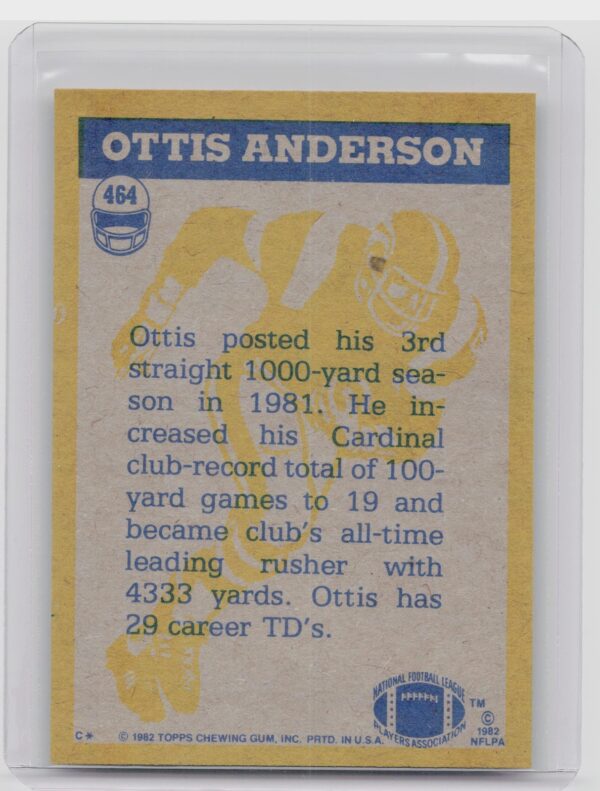 OTTIS ANDERSON
464
Ottis posted his 3rd
straight 1000-yard sea-
son in 1981. He in-
creased his Cardinal
club-record total of 100-
yard games to 19 and
became club's all-time
leading rusher with
4333 yards. Ottis has
29 career TD's.
NATIONAL FOOTBALL LEAGUE
PLAYERS ASSOCIATION
TM
©
1982
NFLPA
C* © 1982 TOPPS CHEWING GUM, INC. PRTD. IN U.S.A.